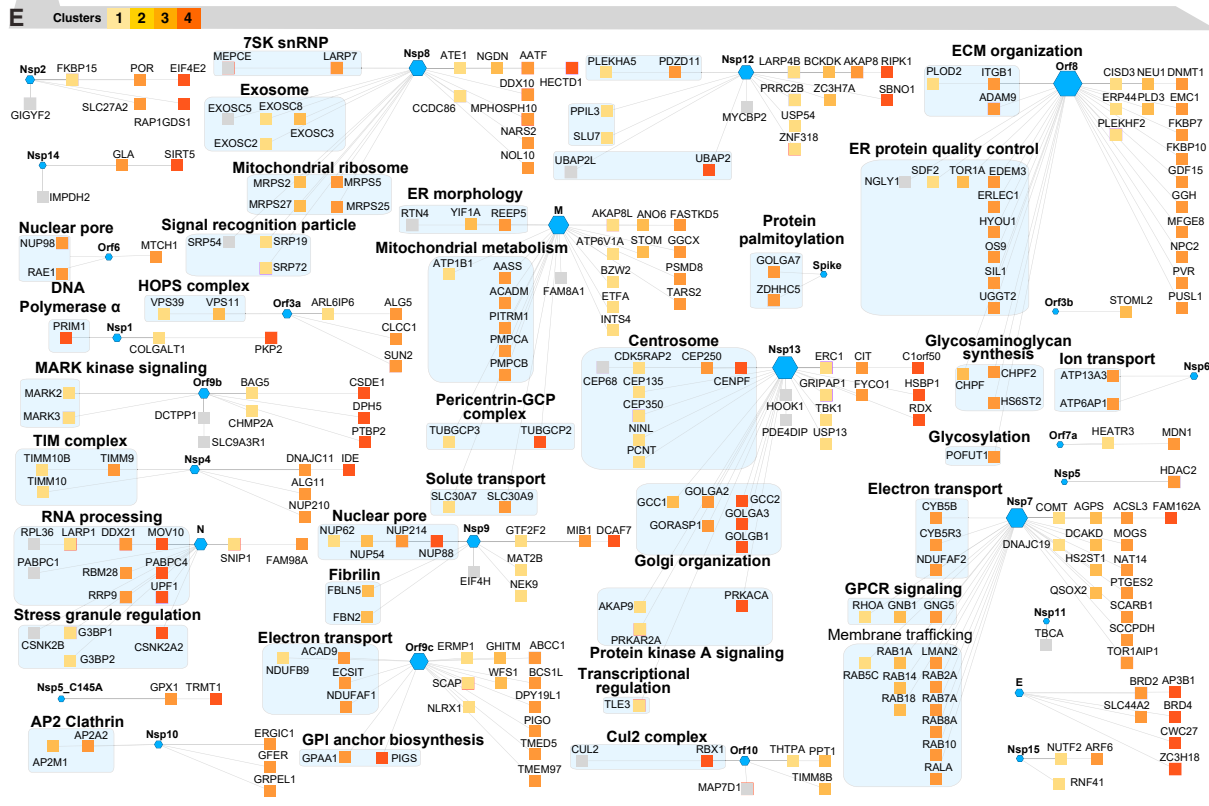 E Clusters 1 2 3 4
7SK snRNP
MEPCE LARP7
Nsp8
ATE1 NGDN AATF
HECTD1
DDX10
CCDC86 MPHOSPH10
NARS2
NOL10
Nsp2
FKBP15 POR EIF4E2
GIGYF2 SLC27A2 RAP1GDS1
Exosome
EXOSC5 EXOSC8
EXOSC3
EXOSC2
Nsp14
GLA SIRT5
IMPDH2
Mitochondrial ribosome
MRPS2 MRPS5
MRPS27 MRPS25
PLEKHA5 PDZD11
Nsp12
LARP4B BCKDK AKAP8 RIPK1
PRRC2B ZC3H7A SBNO1
MYCBP2
USP54
ZNF318
PPIL3
SLU7
UBAP2L UBAP2
ECM organization
PLOD2 ITGB1
ADAM9
Orf8
CISD3 NEU1 DNMT1
ERP44 PLD3 EMC1
PLEKHF2 FKBP7
FKBP10
GDF15
GGH
MFGE8
NPC2
PVR
PUSL1
ER protein quality control
NGLY1 SDF2 TOR1A EDEM3
ERLEC1
HYOU1
OS9
SIL1
UGGT2
Nuclear pore
NUP98
RAE1
Orf6
MTCH1
Signal recognition particle
SRP54 SRP19
SRP72
ER morphology
RTN4 YIF1A REEP5
M
AKAP8L ANO6 FASTKD5
ATP6V1A STOM GGCX
BZW2 PSMD8
FAM8A1
ETFA TARS2
INTS4
Mitochondrial metabolism
ATP1B1 AASS
ACADM
PITRM1
PMPCA
PMPCB
Protein
palmitoylation
GOLGA7
Spike
ZDHHC5
Orf3b
STOML2
DNA
Polymerase α
PRIM1
Nsp1
COLGALT1 PKP2
HOPS complex
VPS39 VPS11
Orf3a
ARL6IP6 ALG5
CLCC1
SUN2
MARK kinase signaling
MARK2
MARK3
Orf9b
BAG5 CSDE1
DCTPP1 CHMP2A DPH5
PTBP2
SLC9A3R1
Pericentrin-GCP
complex
TUBGCP3 TUBGCP2
Centrosome
CDK5RAP2 CEP250
CEP68 CENPF
CEP135
CEP350
NINL
PCNT
Nsp13
ERC1 CIT C1orf50
GRIPAP1 FYCO1 HSBP1
HOOK1 TBK1 RDX
PDE4DIP USP13
Glycosaminoglycan
synthesis
CHPF CHPF2
HS6ST2
Ion transport
ATP13A3
Nsp6
ATP6AP1
Glycosylation
POFUT1
Orf7a
HEATR3 MDN1
Nsp5
HDAC2
TIM complex
TIMM10B TIMM9
TIMM10
Nsp4
DNAJC11 IDE
ALG11
NUP210
Solute transport
SLC30A7 SLC30A9
GOLGA2
GCC1 GCC2
GORASP1 GOLGA3
GOLGB1
Golgi organization
Electron transport
CYB5B
CYB5R3
NDUFAF2
Nsp7
COMT AGPS ACSL3 FAM162A
DNAJC19 DCAKD MOGS
HS2ST1 NAT14
QSOX2 PTGES2
SCARB1
SCCPDH
TOR1AIP1
RNA processing
RPL36 LARP1 DDX21 MOV10
PABPC1 PABPC4
RBM28 UPF1
RRP9
N
SNIP1 FAM98A
Nuclear pore
NUP62 NUP214
NUP54 NUP88
Nsp9
GTF2F2 MIB1 DCAF7
MAT2B
EIF4H
NEK9
Fibrilin
FBLN5
FBN2
GPCR signaling
RHOA GNB1 GNG5
Nsp11
TBCA
AKAP9 PRKACA
PRKAR2A
Protein kinase A signaling
Stress granule regulation
G3BP1
CSNK2B CSNK2A2
G3BP2
Electron transport
ACAD9
NDUFB9 ECSIT
NDUFAF1
Orf9c
ERMP1 GHITM ABCC1
SCAP WFS1 BCS1L
NLRX1 DPY19L1
PIGO
TMED5
TMEM97
Transcriptional
regulation
TLE3
Membrane trafficking
RAB1A LMAN2
RAB5C RAB14 RAB2A
RAB18 RAB7A
RAB8A
RAB10
RALA
E
BRD2 AP3B1
SLC44A2 BRD4
CWC27
ZC3H18
Nsp5_C145A
GPX1 TRMT1
AP2 Clathrin
AP2A2
AP2M1
Nsp10
ERGIC1
GFER
GRPEL1
GPI anchor biosynthesis
GPAA1 PIGS
Cul2 complex
CUL2 RBX1
Orf10
THTPA PPT1
MAP7D1 TIMM8B
Nsp15
NUTF2 ARF6
RNF41